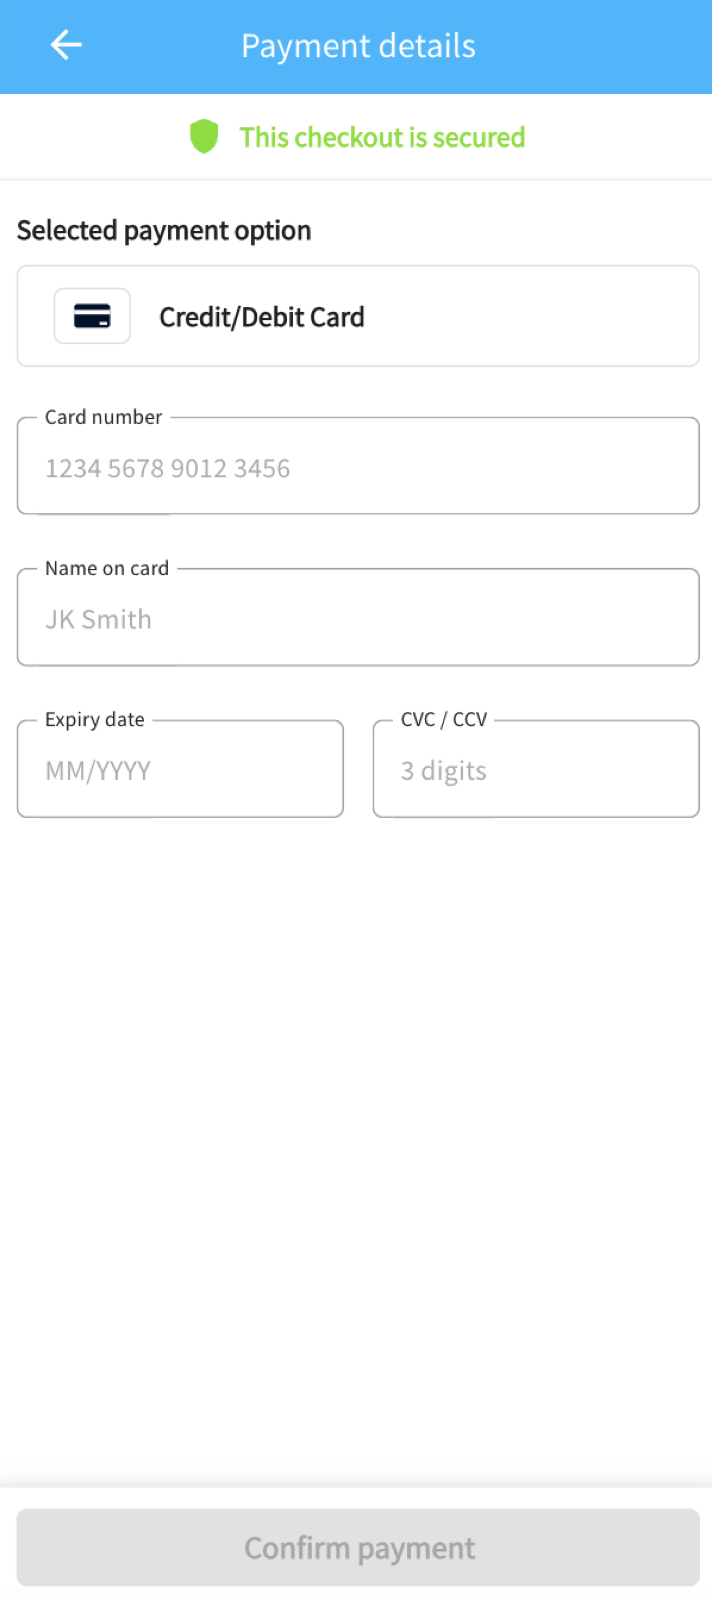 Payment details
This checkout is secured
Selected payment option
Credit/Debit Card
Card number
1234 5678 9012 3456
Name on card
JK Smith
Expiry date
MM/YYYY
CVC / CCV
3 digits
Confirm payment